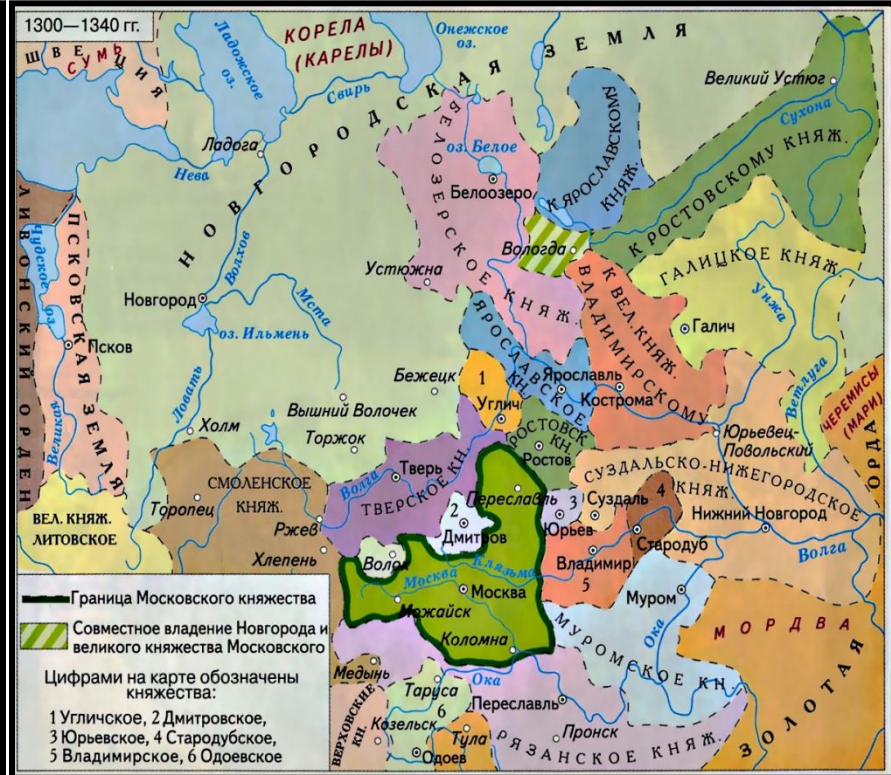 1300—1340 гг.
ШВЕЦИЯ
СУМЬ
Ладожское
оз.
КОРЕЛА
(КАРЕЛЫ)
Онежское
оз.
Свирь
НОВГОРОДСКАЯ ЗЕМЛЯ
Великий Устюг
Сухона
Ладога
Нева
оз. Белое
Белоозеро
БЕЛОЗЕРСКОЕ КНЯЖ.
К ЯРОСЛАВСКОМУ
КНЯЖ.
К РОСТОВСКОМУ КНЯЖ.
Вологда
ЛИВОНСКИЙ ОРДЕН
Чудское
оз.
ПСКОВСКАЯ ЗЕМЛЯ
Волхов
Устюжна
ГАЛИЦКОЕ КНЯЖ.
Унжа
Новгород
Мста
оз. Ильмень
К ВЕЛ. КНЯЖ.
ВЛАДИМИРСКОМУ
Галич
Псков
Великая
Ловать
Бежецк
1
ЯРОСЛАВСКОЕ
КН.
Ярославль
Кострома
Ветлуга
ЧЕРЕМИСЫ
(МАРИ)
Углич
Вышний Волочек
Торжок
Холм
РОСТОВСК.
КН.
Ростов
Юрьевец-
Повольский
СУЗДАЛЬСКО-НИЖЕГОРОДСКОЕ
КНЯЖ.
ЗОЛОТАЯ ОРДА
Тверь
Волга
ТВЕРСКОЕ КН.
СМОЛЕНСКОЕ
КНЯЖ.
Торопец
Переславль
3
Юрьев
Суздаль
4
Нижний Новгород
ВЕЛ. КНЯЖ.
ЛИТОВСКОЕ
Ржев
2
Дмитров
Стародуб
Волга
Хлепень
Волок
Клязьма
Владимир
5
Москва
Москва
Муром
Можайск
Коломна
МУРОМСКОЕ КН.
Ока
МОРДВА
Медынь
Ока
Таруса
6
Переславль
ВЕРХОВСКИЕ
КН.
Козельск
Тула
Одоев
Пронск
РЯЗАНСКОЕ КНЯЖ.
Граница Московского княжества
Совместное владение Новгорода и
великого княжества Московского
Цифрами на карте обозначены
княжества:
1 Угличское, 2 Дмитровское,
3 Юрьевское, 4 Стародубское,
5 Владимирское, 6 Одоевское